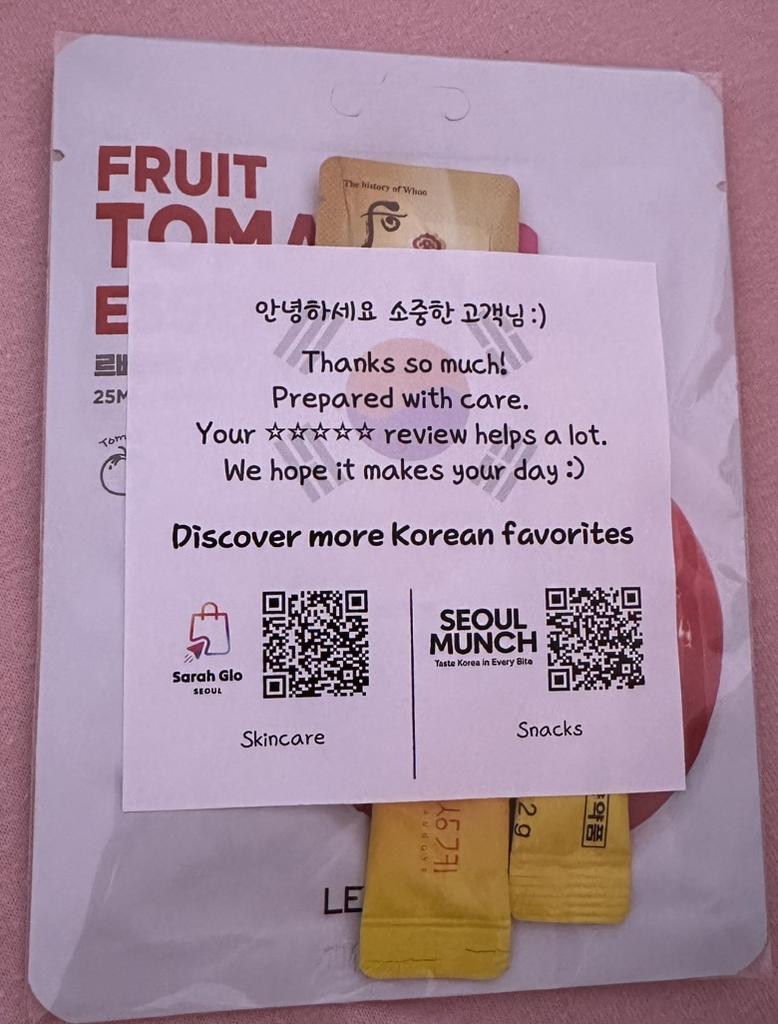 FRUIT
The history of Whoo
안녕하세요 소중한 고객님 :)
Thanks so much!
Prepared with care.
Your ☆☆☆☆☆ review helps a lot.
We hope it makes your day :)
Discover more Korean favorites
Sarah Glo
SEOUL
Skincare
SEOUL
MUNCH
Taste Korea in Every Bite
Snacks